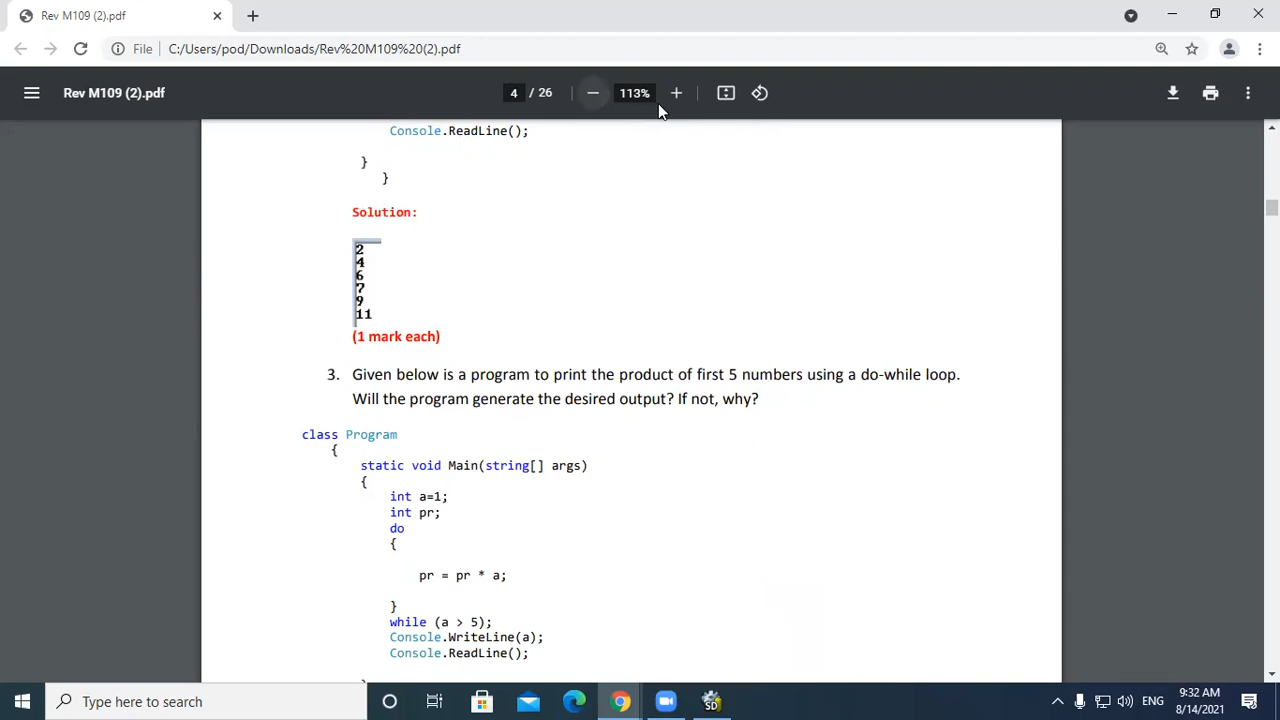 Rev M109 (2).pdf
File
C:/Users/pod/Downloads/Rev%20M109%20(2).pdf
Rev M109 (2).pdf
4 / 26
113%
Console.ReadLine();
}
}
Solution:
2
4
6
7
9
11
(1 mark each)
3. Given below is a program to print the product of first 5 numbers using a do-while loop.
Will the program generate the desired output? If not, why?
class Program
{
static void Main(string[] args)
{
int a=1;
int pr;
do
{
pr = pr * a;
}
while (a > 5);
Console.WriteLine(a);
Console.ReadLine();
Type here to search
SD
ENG
9:32 AM
8/14/2021